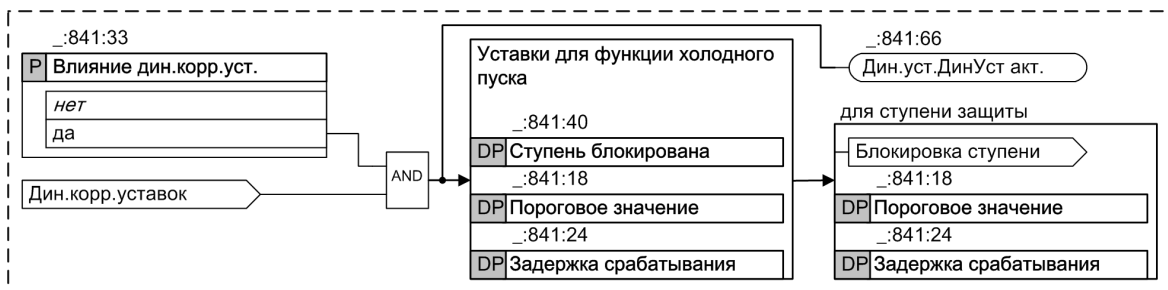 _:841:33
P Влияние дин.корр.уст.
нет
да
Дин.корр.уставок
AND
Уставки для функции холодного
пуска
_:841:40
DP Ступень блокирована
_:841:18
DP Пороговое значение
_:841:24
DP Задержка срабатывания
_:841:66
Дин.уст.ДинУст акт.
для ступени защиты
Блокировка ступени
_:841:18
DP Пороговое значение
_:841:24
DP Задержка срабатывания